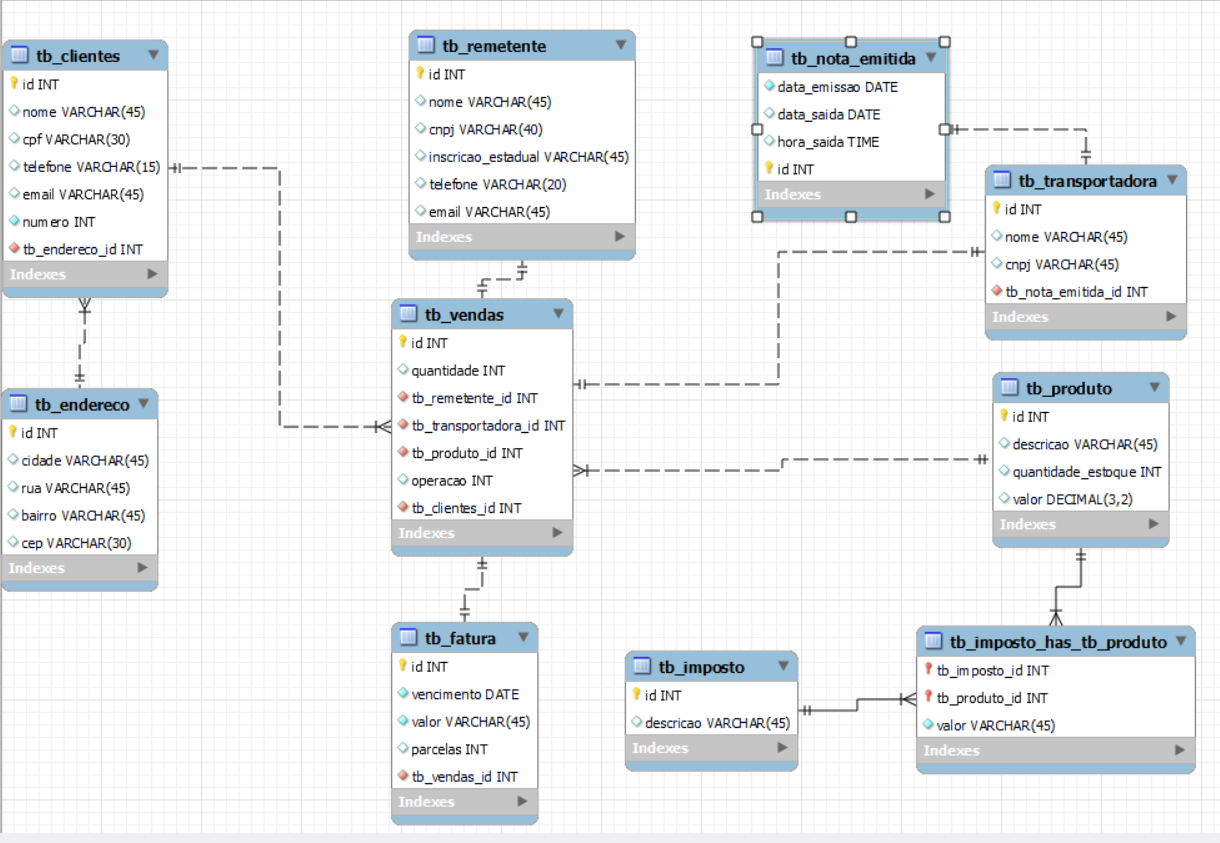 tb_clientes
id INT
nome VARCHAR(45)
cpf VARCHAR(30)
telefone VARCHAR(15)
email VARCHAR(45)
numero INT
tb_endereco_id INT
Indexes
tb_remetente
id INT
nome VARCHAR(45)
cnpj VARCHAR(40)
inscricao_estadual VARCHAR(45)
telefone VARCHAR(20)
email VARCHAR(45)
Indexes
tb_nota_emitida
data_emissao DATE
data_saida DATE
hora_saida TIME
id INT
Indexes
tb_transportadora
id INT
nome VARCHAR(45)
cnpj VARCHAR(45)
tb_nota_emitida_id INT
Indexes
tb_vendas
id INT
quantidade INT
tb_remetente_id INT
tb_transportadora_id INT
tb_produto_id INT
operacao INT
tb_clientes_id INT
Indexes
tb_endereco
id INT
cidade VARCHAR(45)
rua VARCHAR(45)
bairro VARCHAR(45)
cep VARCHAR(30)
Indexes
tb_produto
id INT
descricao VARCHAR(45)
quantidade_estoque INT
valor DECIMAL(3,2)
Indexes
tb_fatura
id INT
vencimento DATE
valor VARCHAR(45)
parcelas INT
tb_vendas_id INT
Indexes
tb_imposto
id INT
descricao VARCHAR(45)
Indexes
tb_imposto_has_tb_produto
tb_imposto_id INT
tb_produto_id INT
valor VARCHAR(45)
Indexes